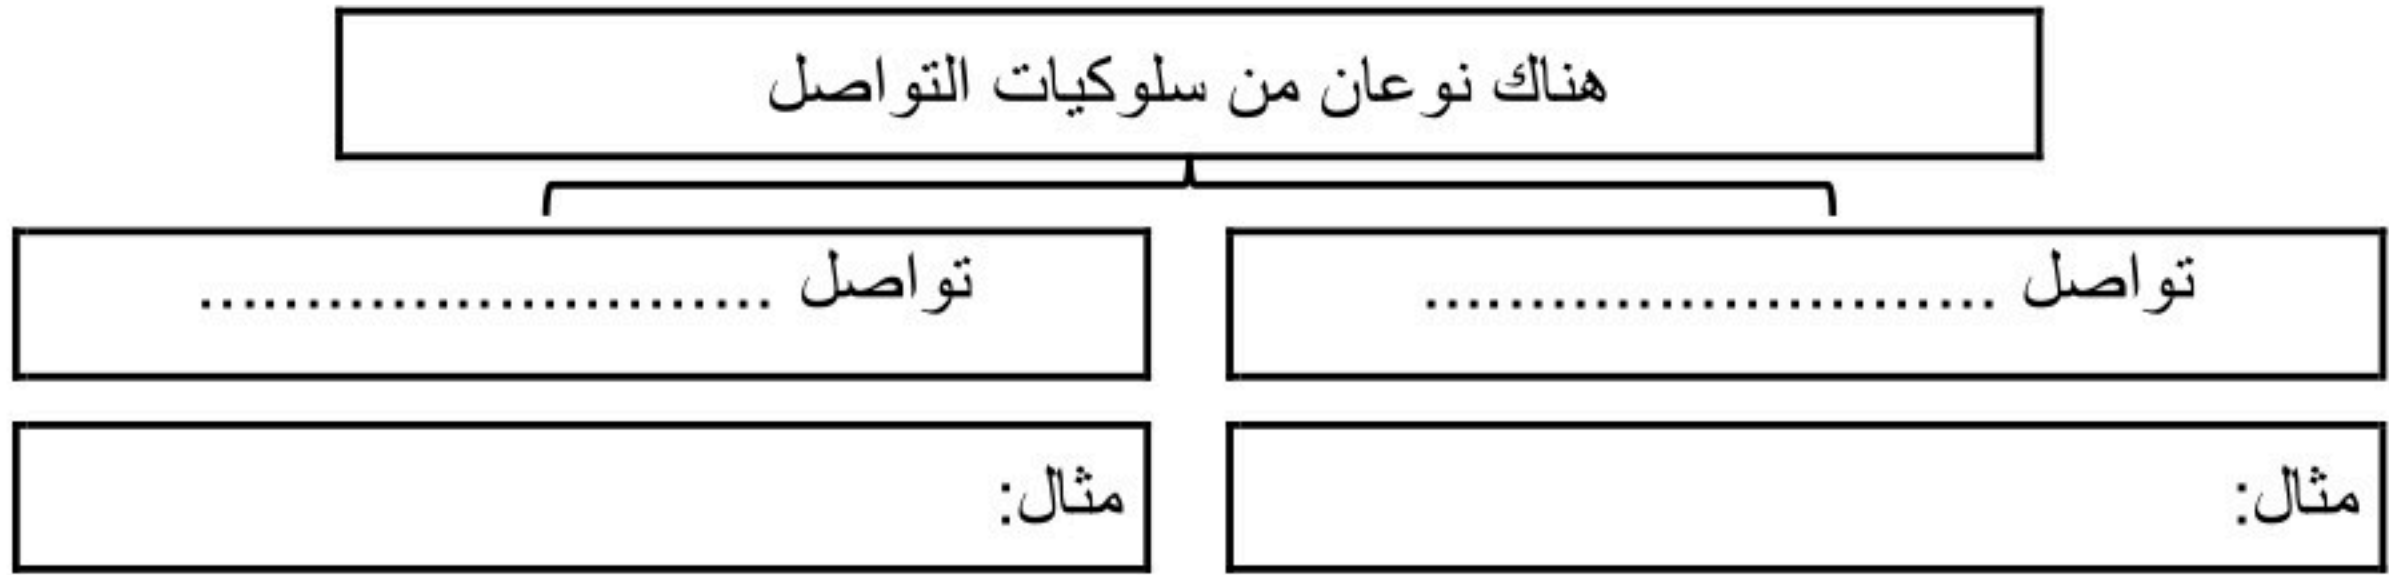 هناك نوعان من سلوكيات التواصل
تواصل ...........................
تواصل ...........................
مثال:
مثال: